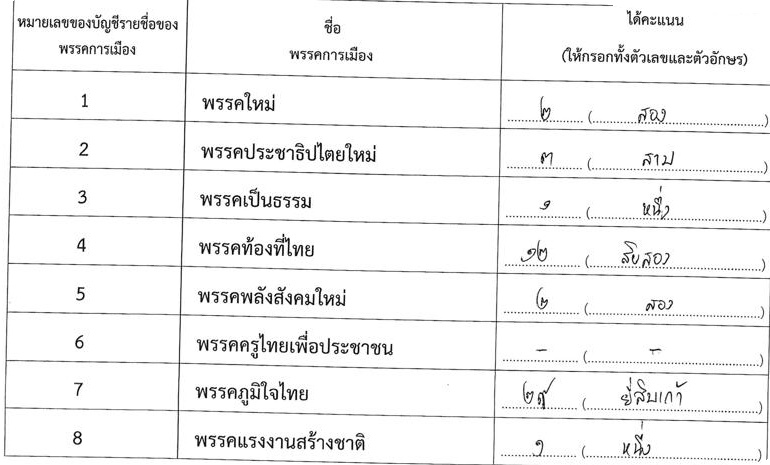 หมายเลขของบัญชีรายชื่อของ พรรคการเมือง
ชื่อ พรรคการเมือง
ได้คะแนน (ให้กรอกทั้งตัวเลขและตัวอักษร)
1 พรรคใหม่ ๒ (สอง)
2 พรรคประชาธิปไตยใหม่ ๓ (สาม)
3 พรรคเป็นธรรม ๑ (หนึ่ง)
4 พรรคท้องที่ไทย ๑๒ (สิบสอง)
5 พรรคพลังสังคมใหม่ ๒ (สอง)
6 พรรคครูไทยเพื่อประชาชน - (-)
7 พรรคภูมิใจไทย ๒๙ (ยี่สิบเก้า)
8 พรรคแรงงานสร้างชาติ ๑ (หนึ่ง)